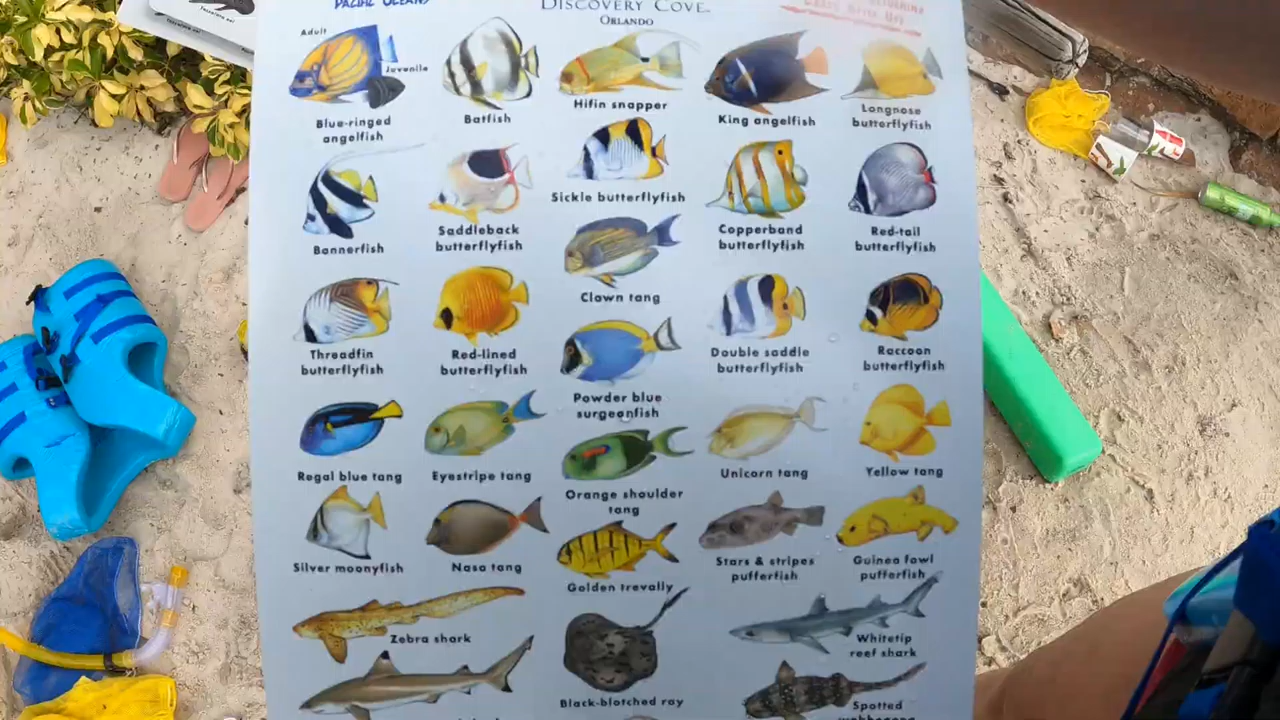 PACIFIC OCEAN
DISCOVERY COVE
ORLANDO
Adult
Juvenile
Blue-ringed
angelfish
Batfish
Hifin snapper
King angelfish
Longnose
butterflyfish
Bannerfish
Saddleback
butterflyfish
Sickle butterflyfish
Copperband
butterflyfish
Red-tail
butterflyfish
Clown tang
Threadfin
butterflyfish
Red-lined
butterflyfish
Double saddle
butterflyfish
Raccoon
butterflyfish
Powder blue
surgeonfish
Regal blue tang
Eyestripe tang
Unicorn tang
Yellow tang
Orange shoulder
tang
Silver moonyfish
Naso tang
Golden trevally
Stars & stripes
pufferfish
Guinea fowl
pufferfish
Zebra shark
Whitetip
reef shark
Black-blotched ray
Spotted
wobbegong